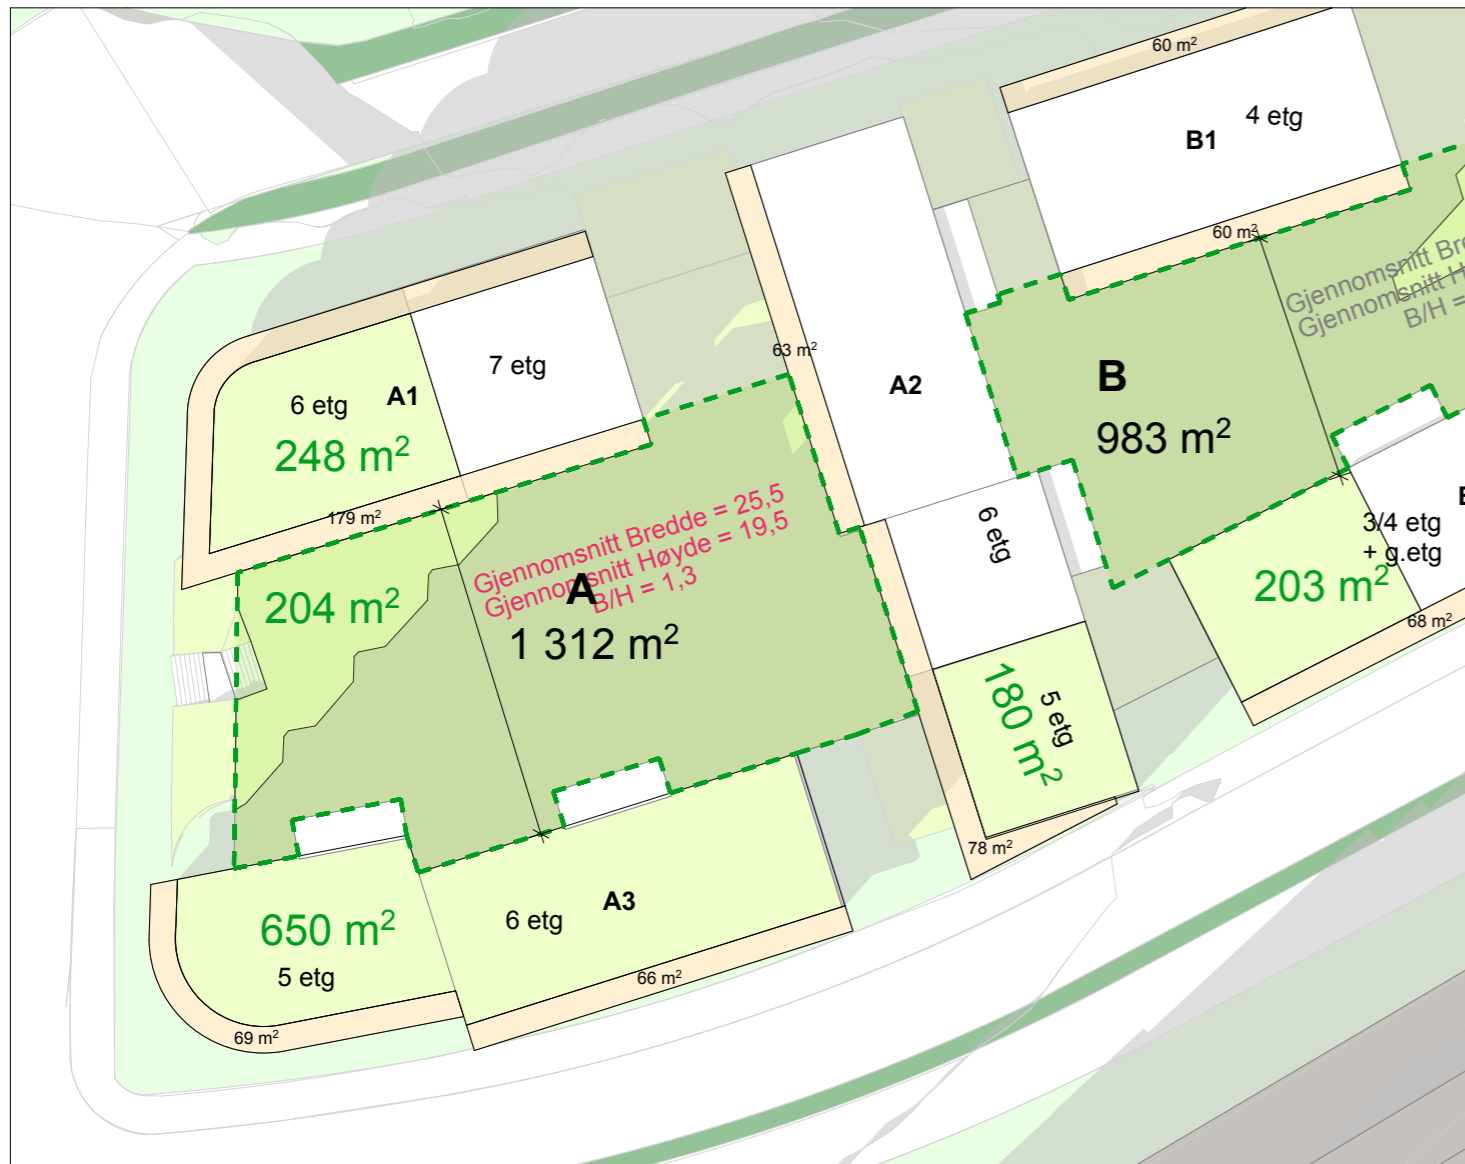 60 m²
4 etg
B1
60 m²
Gjennomsnitt Bre
Gjennomsnitt H
B/H =
63 m²
7 etg
A2
B
983 m²
6 etg
A1
248 m²
179 m²
6 etg
3/4 etg
+ g.etg
203 m²
68 m²
Gjennomsnitt Bredde = 25,5
Gjennomsnitt Høyde = 19,5
B/H = 1,3
A
1 312 m²
204 m²
5 etg
180 m²
78 m²
A3
6 etg
650 m²
5 etg
66 m²
69 m²